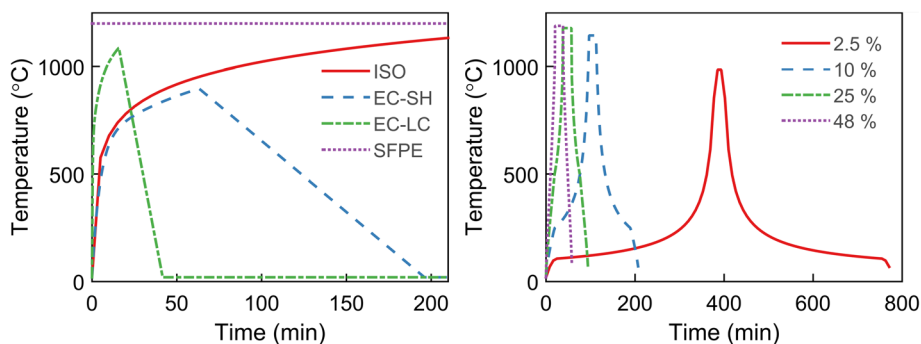 Temperature (°C)
1000
500
0
0
50
100
150
200
Time (min)
ISO
EC-SH
EC-LC
SFPE
Temperature (°C)
1000
500
0
0
200
400
600
800
Time (min)
2.5 %
10 %
25 %
48 %